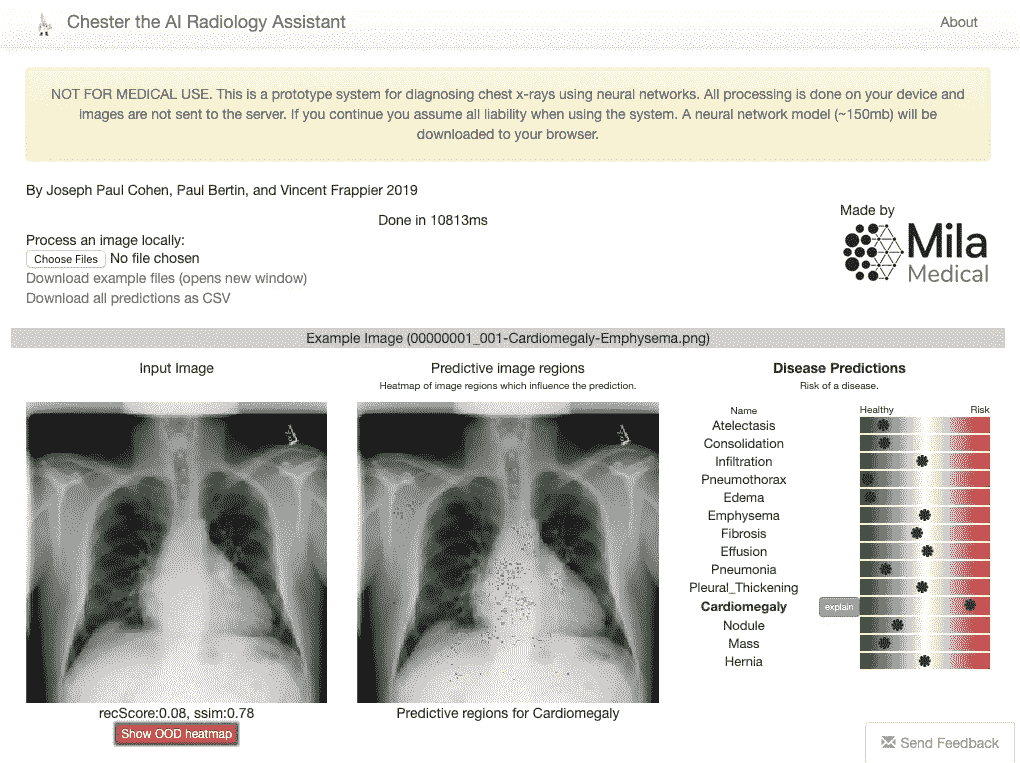 Chester the AI Radiology Assistant
About
NOT FOR MEDICAL USE. This is a prototype system for diagnosing chest x-rays using neural networks. All processing is done on your device and
images are not sent to the server. If you continue you assume all liability when using the system. A neural network model (~150mb) will be
downloaded to your browser.
By Joseph Paul Cohen, Paul Bertin, and Vincent Frappier 2019
Done in 10813ms
Made by
Mila
Medical
Process an image locally:
Choose Files No file chosen
Download example files (opens new window)
Download all predictions as CSV
Example Image (00000001_001-Cardiomegaly-Emphysema.png)
Input Image
recScore:0.08, ssim:0.78
Show OOD heatmap
Predictive image regions
Heatmap of image regions which influence the prediction.
Predictive regions for Cardiomegaly
Disease Predictions
Risk of a disease.
Name Healthy Risk
Atelectasis
Consolidation
Infiltration
Pneumothorax
Edema
Emphysema
Fibrosis
Effusion
Pneumonia
Pleural_Thickening
Cardiomegaly explain
Nodule
Mass
Hernia
Send Feedback